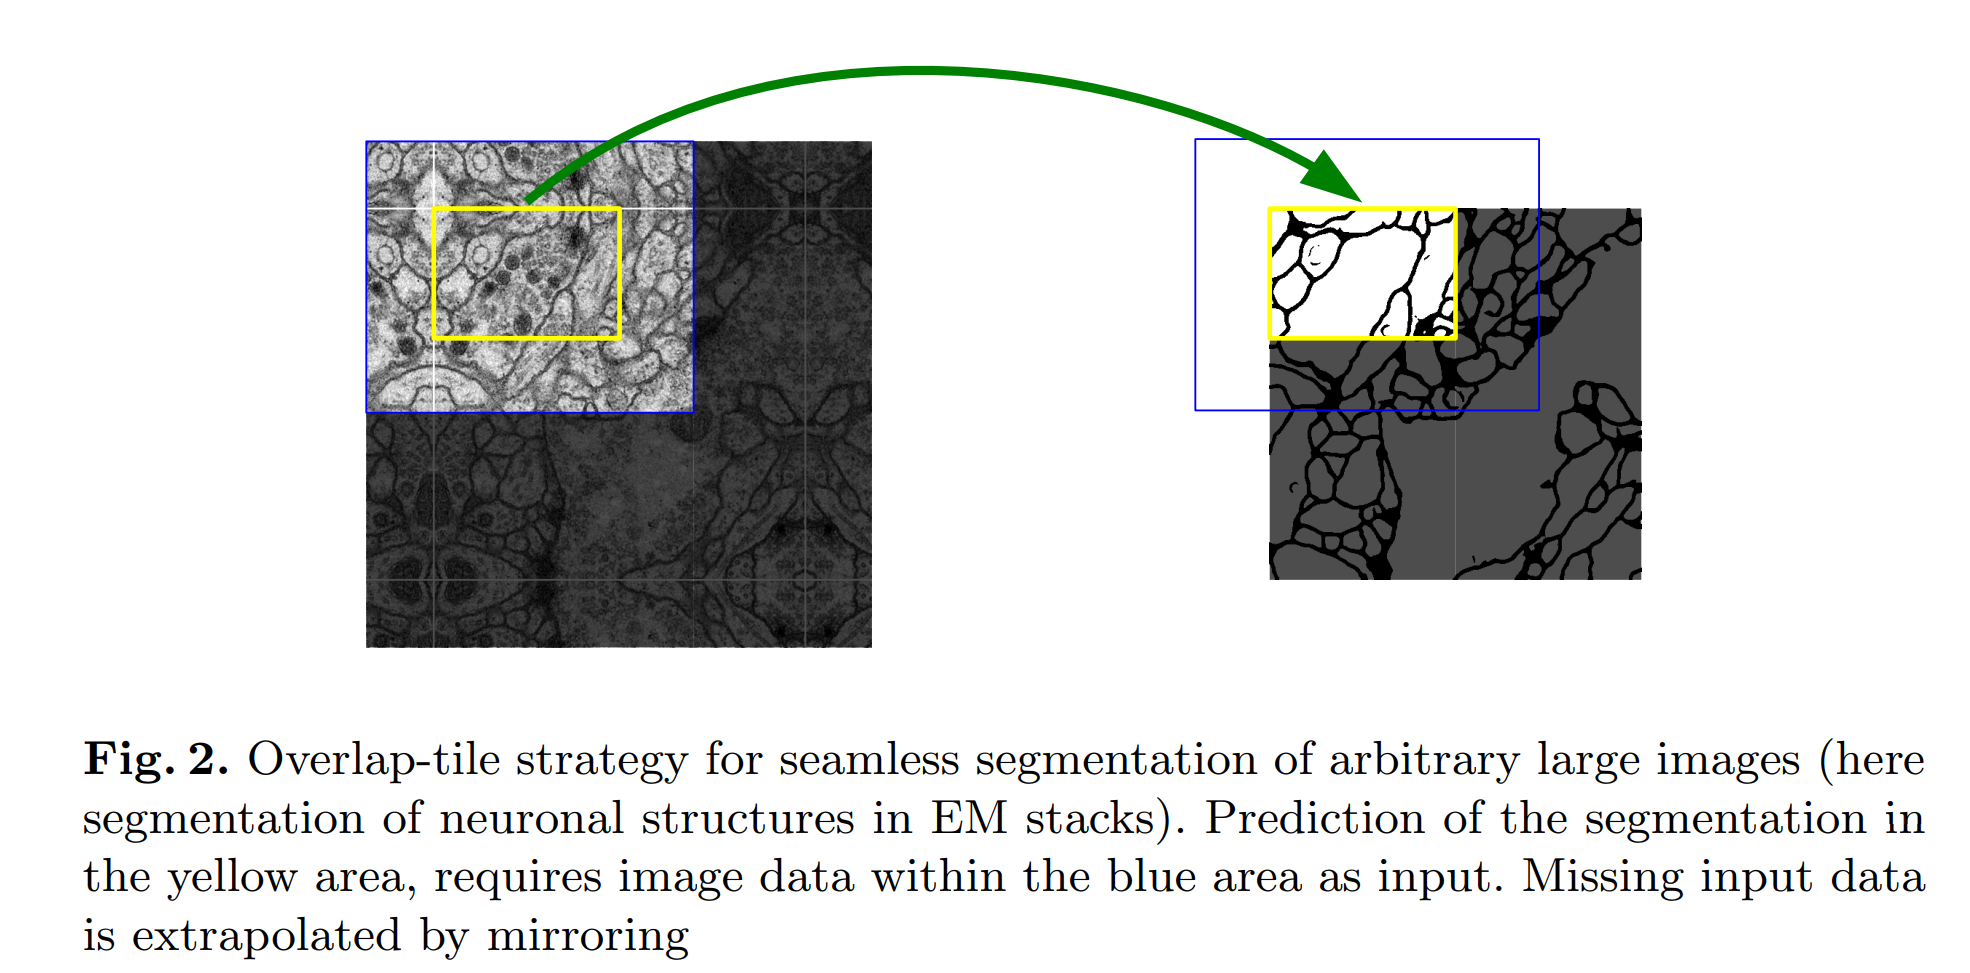 Fig. 2. Overlap-tile strategy for seamless segmentation of arbitrary large images (here
segmentation of neuronal structures in EM stacks). Prediction of the segmentation in
the yellow area, requires image data within the blue area as input. Missing input data
is extrapolated by mirroring